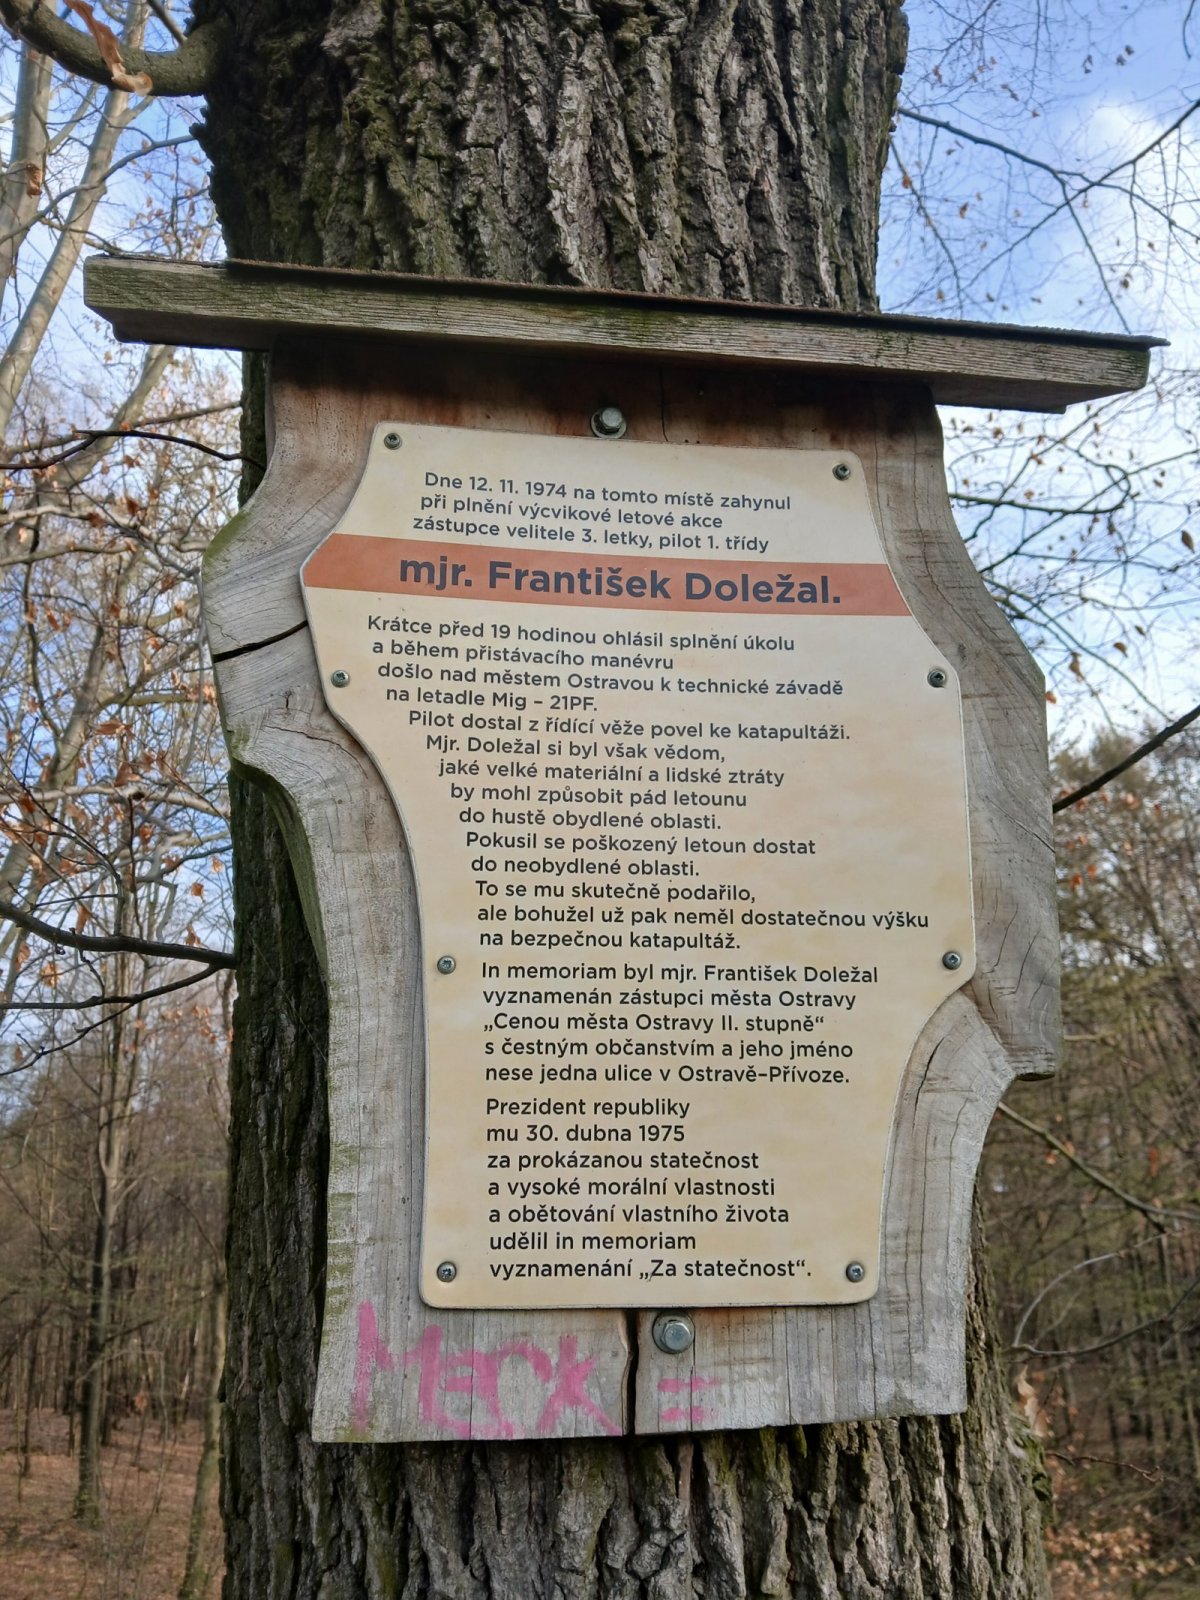 Dne 12. 11. 1974 na tomto místě zahynul
při plnění výcvikové letové akce
zástupce velitele 3. letky, pilot 1. třídy
mjr. František Doležal.
Krátce před 19 hodinou ohlásil splnění úkolu
a během přistávacího manévru
došlo nad městem Ostravou k technické závadě
na letadle Mig – 21PF.
Pilot dostal z řídící věže povel ke katapultáži.
Mjr. Doležal si byl však vědom,
jaké velké materiální a lidské ztráty
by mohl způsobit pád letounu
do hustě obydlené oblasti.
Pokusil se poškozený letoun dostat
do neobydlené oblasti.
To se mu skutečně podařilo,
ale bohužel už pak neměl dostatečnou výšku
na bezpečnou katapultáž.
In memoriam byl mjr. František Doležal
vyznamenán zástupci města Ostravy
„Cenou města Ostravy II. stupně“
s čestným občanstvím a jeho jméno
nese jedna ulice v Ostravě–Přívoze.
Prezident republiky
mu 30. dubna 1975
za prokázanou statečnost
a vysoké morální vlastnosti
a obětování vlastního života
udělil in memoriam
vyznamenání „Za statečnost“.